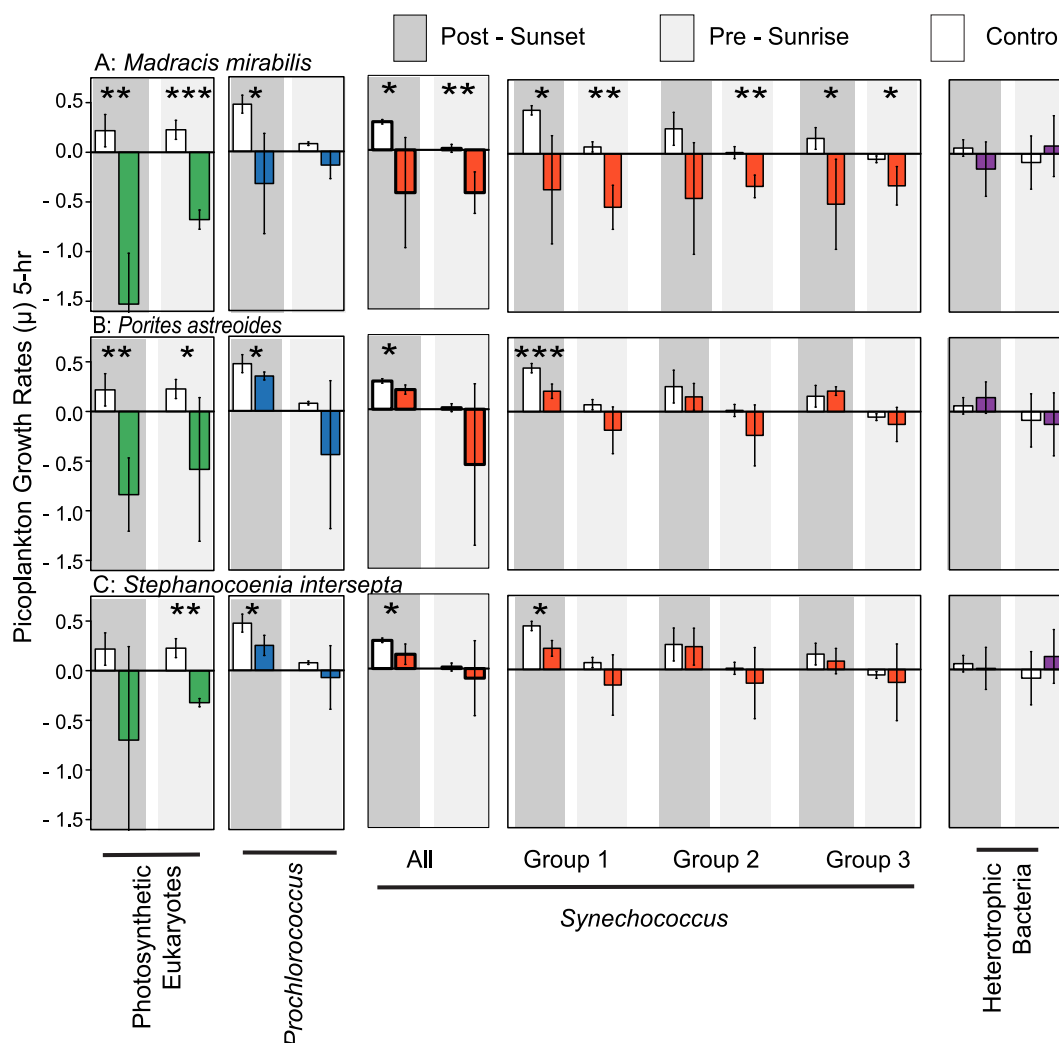 Post - Sunset Pre - Sunrise Contro
A: Madracis mirabilis
** *** * * ** * ** ** * *
0.5
0.0
- 0.5
- 1.0
- 1.5
B: Porites astreoides
** * * * ***
0.5
0.0
- 0.5
- 1.0
- 1.5
C: Stephanocoenia intersepta
** * * *
0.5
0.0
- 0.5
- 1.0
- 1.5
Picoplankton Growth Rates (µ) 5-hr
All Group 1 Group 2 Group 3
Photosynthetic
Eukaryotes
Prochlorococcus
Synechococcus
Heterotrophic
Bacteria